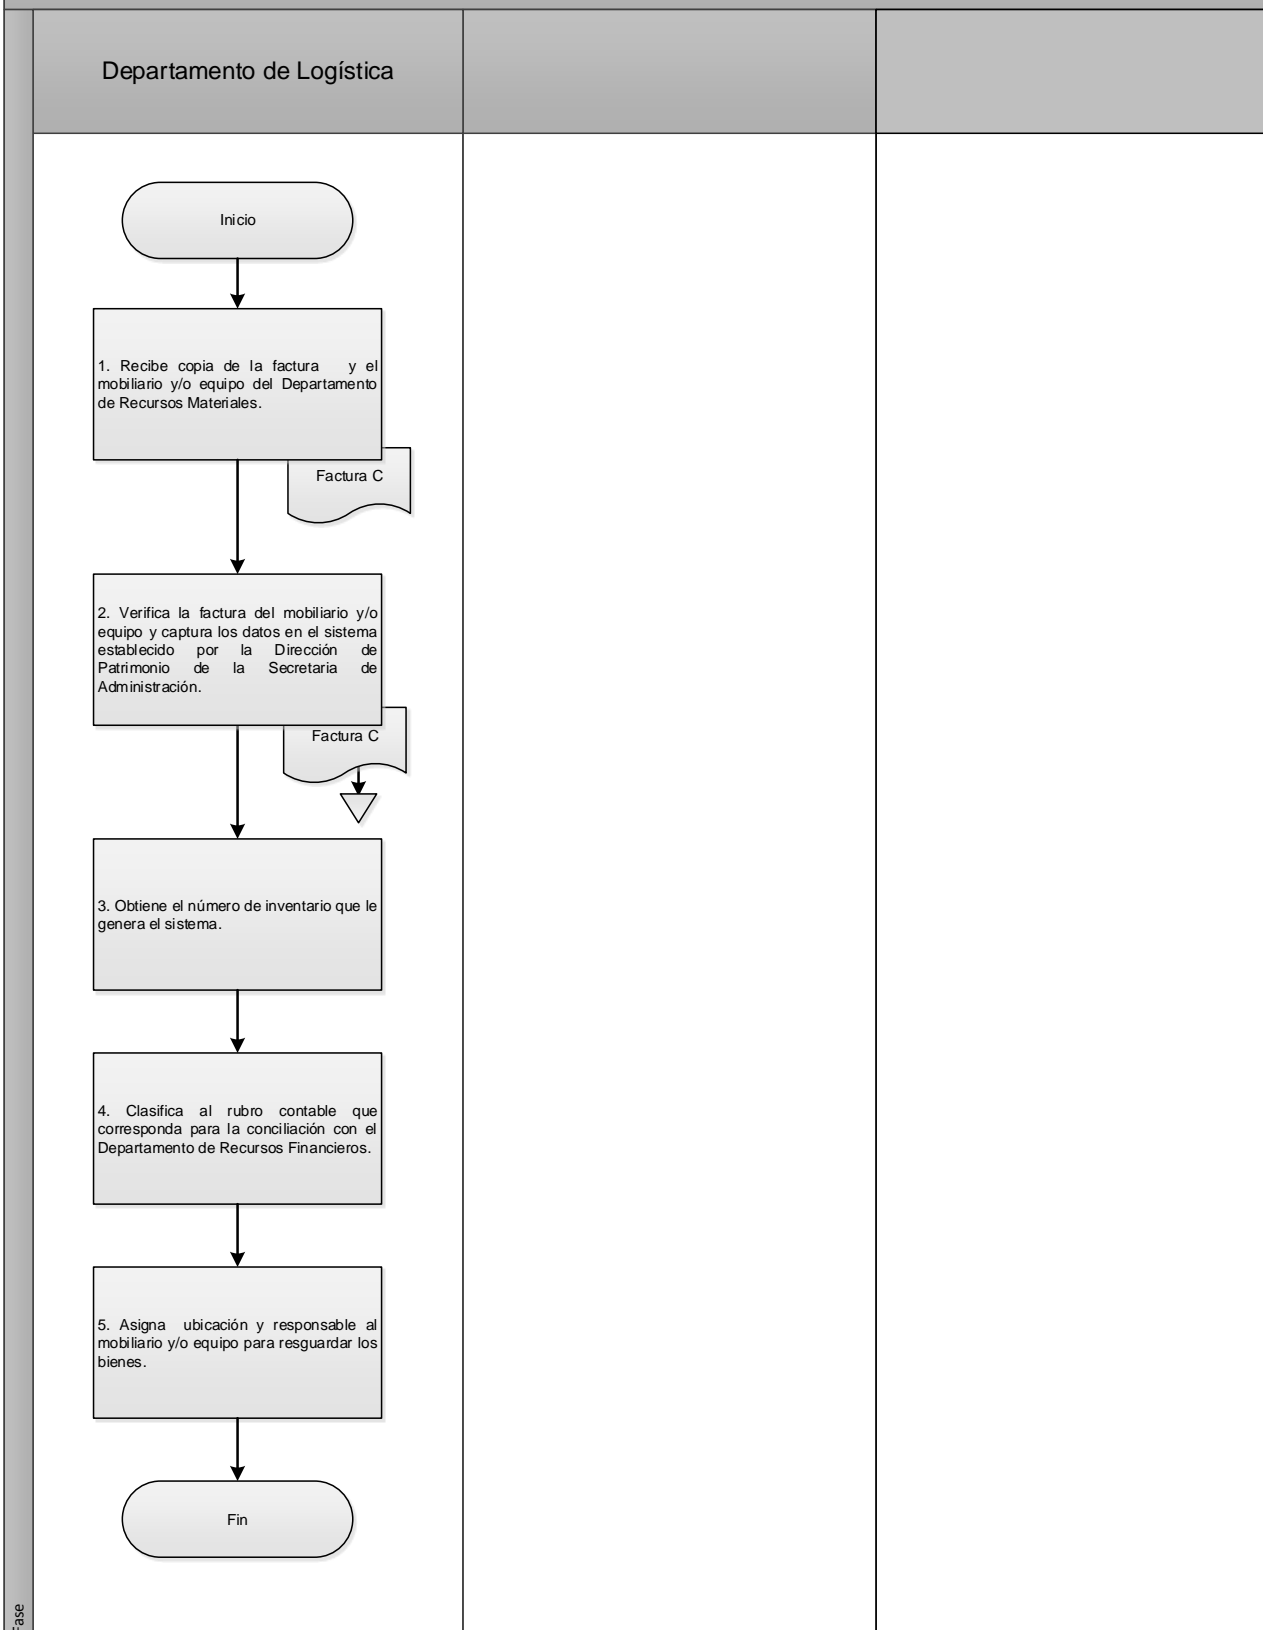 Departamento de Logística
Inicio
1. Recibe copia de la factura y el
mobiliario y/o equipo del Departamento
de Recursos Materiales.
Factura C
2. Verifica la factura del mobiliario y/o
equipo y captura los datos en el sistema
establecido por la Dirección de
Patrimonio de la Secretaria de
Administración.
Factura C
3. Obtiene el número de inventario que le
genera el sistema.
4. Clasifica al rubro contable que
corresponda para la conciliación con el
Departamento de Recursos Financieros.
5. Asigna ubicación y responsable al
mobiliario y/o equipo para resguardar los
bienes.
Fin
Fase